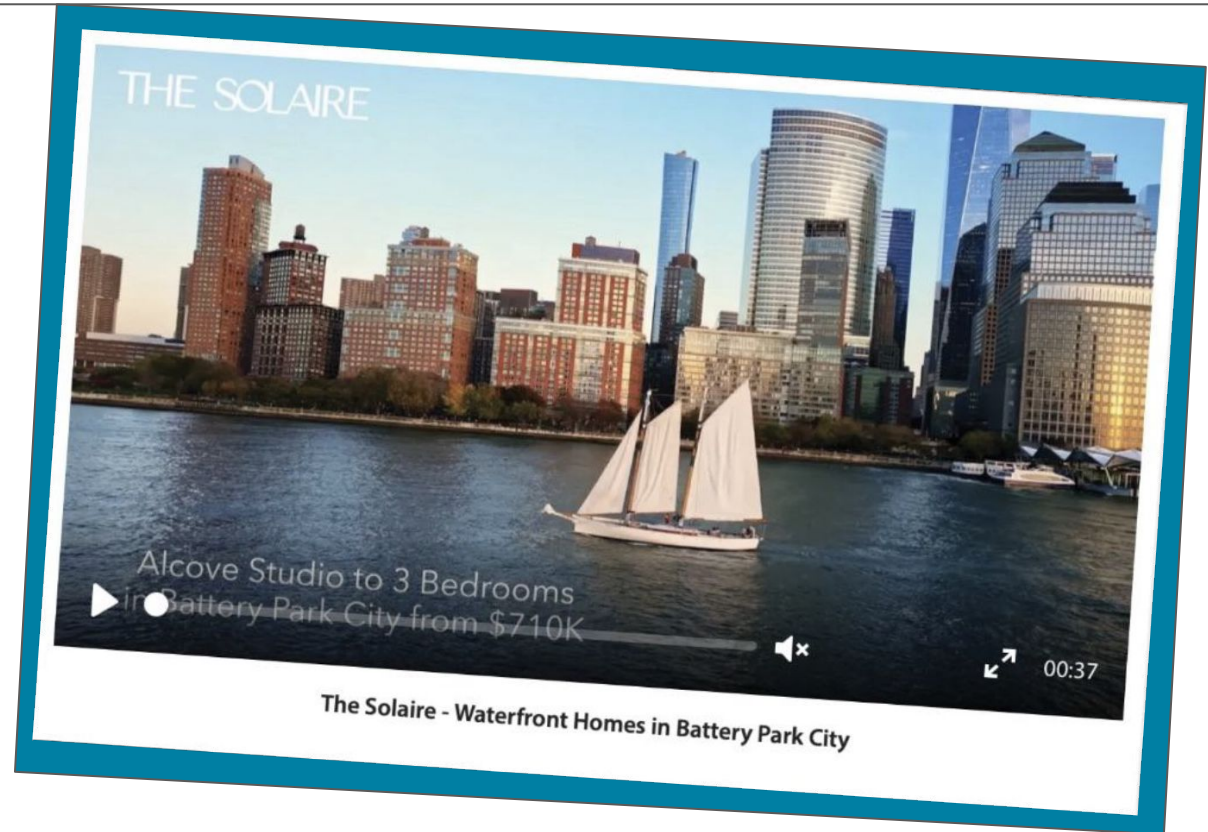 THE SOLAIRE
Alcove Studio to 3 Bedrooms
in Battery Park City from $710K
00:37
The Solaire - Waterfront Homes in Battery Park City